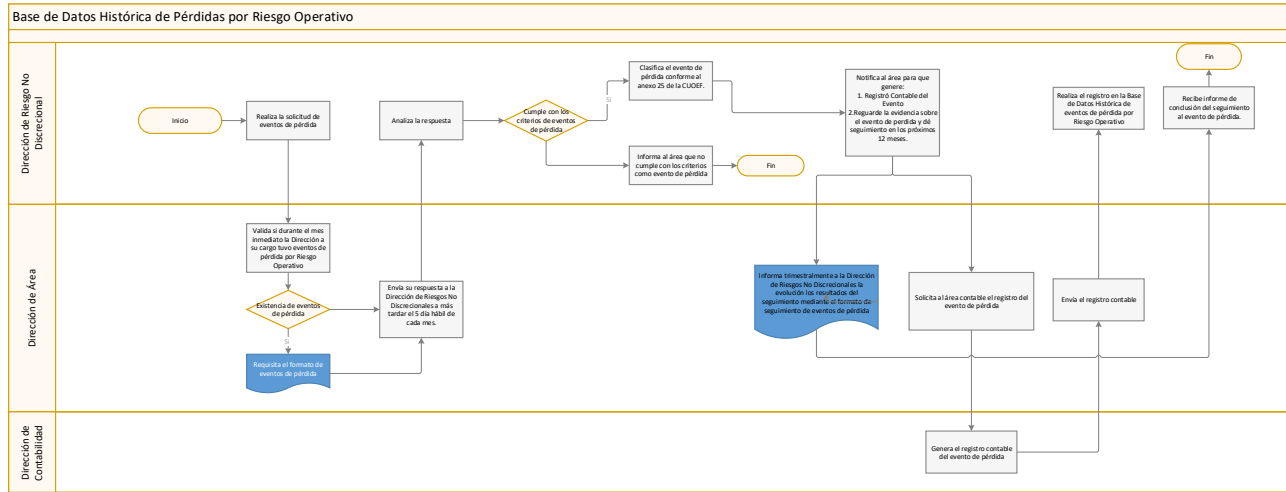 Base de Datos Histórica de Pérdidas por Riesgo Operativo
Dirección de Riesgo No
Discrecional
Inicio
Realiza la solicitud de
eventos de pérdida
Analiza la respuesta
Cumple con los
criterios de eventos
de pérdida
Si
Clasifica el evento de
pérdida conforme al
anexo 25 de la CUOEF.
Informa al área que no
cumple con los criterios
como evento de pérdida
Fin
Notifica al área para que
genere:
1. Registró Contable del
Evento
2.Reguarde la evidencia sobre
el evento de perdida y dé
seguimiento en los próximos
12 meses.
Realiza el registro en la Base
de Datos Histórica de
eventos de pérdida por
Riesgo Operativo
Fin
Recibe informe de
conclusión del seguimiento
al evento de pérdida.
Dirección de Área
Valida si durante el mes
inmediato la Dirección a
su cargo tuvo eventos de
pérdida por Riesgo
Operativo
Existencia de eventos
de pérdida
Si
Requisita el formato de
eventos de pérdida
Envía su respuesta a la
Dirección de Riesgos No
Discrecionales a más
tardar el 5 día hábil de
cada mes.
Informa trimestralmente a la Dirección
de Riesgos No Discrecionales la
evolución los resultados del
seguimiento mediante el formato de
seguimiento de eventos de pérdida
Solicita al área contable el registro del
evento de pérdida
Envía el registro contable
Dirección de
Contabilidad
Genera el registro contable
del evento de pérdida